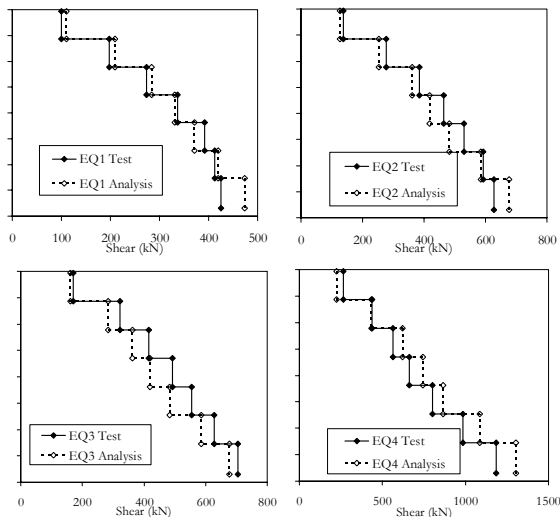 EQ1 Test
EQ1 Analysis
0 100 200 300 400 500
Shear (kN)
EQ2 Test
EQ2 Analysis
0 200 400 600 800
Shear (kN)
EQ3 Test
EQ3 Analysis
0 200 400 600 800
Shear (kN)
EQ4 Test
EQ4 Analysis
0 500 1000 1500
Shear (kN)